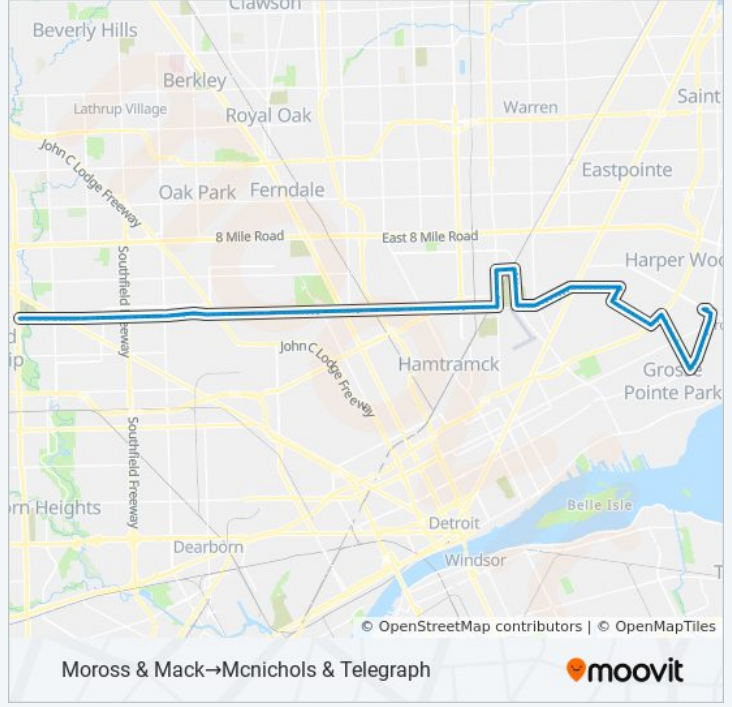 Clawson
Beverly Hills
Berkley
Lathrup Village
Royal Oak
Warren
Saint
John C Lodge Freeway
Eastpointe
Oak Park
Ferndale
8 Mile Road
East 8 Mile Road
Southfield Freeway
Harper Woo
d
ip
John C Lodge Freeway
Hamtramck
Grosse
Pointe Park
Southfield Freeway
orn Heights
Belle Isle
Detroit
Dearborn
Windsor
T
© OpenStreetMap contributors | © OpenMapTiles
Moross & Mack→Mcnichols & Telegraph
moovit